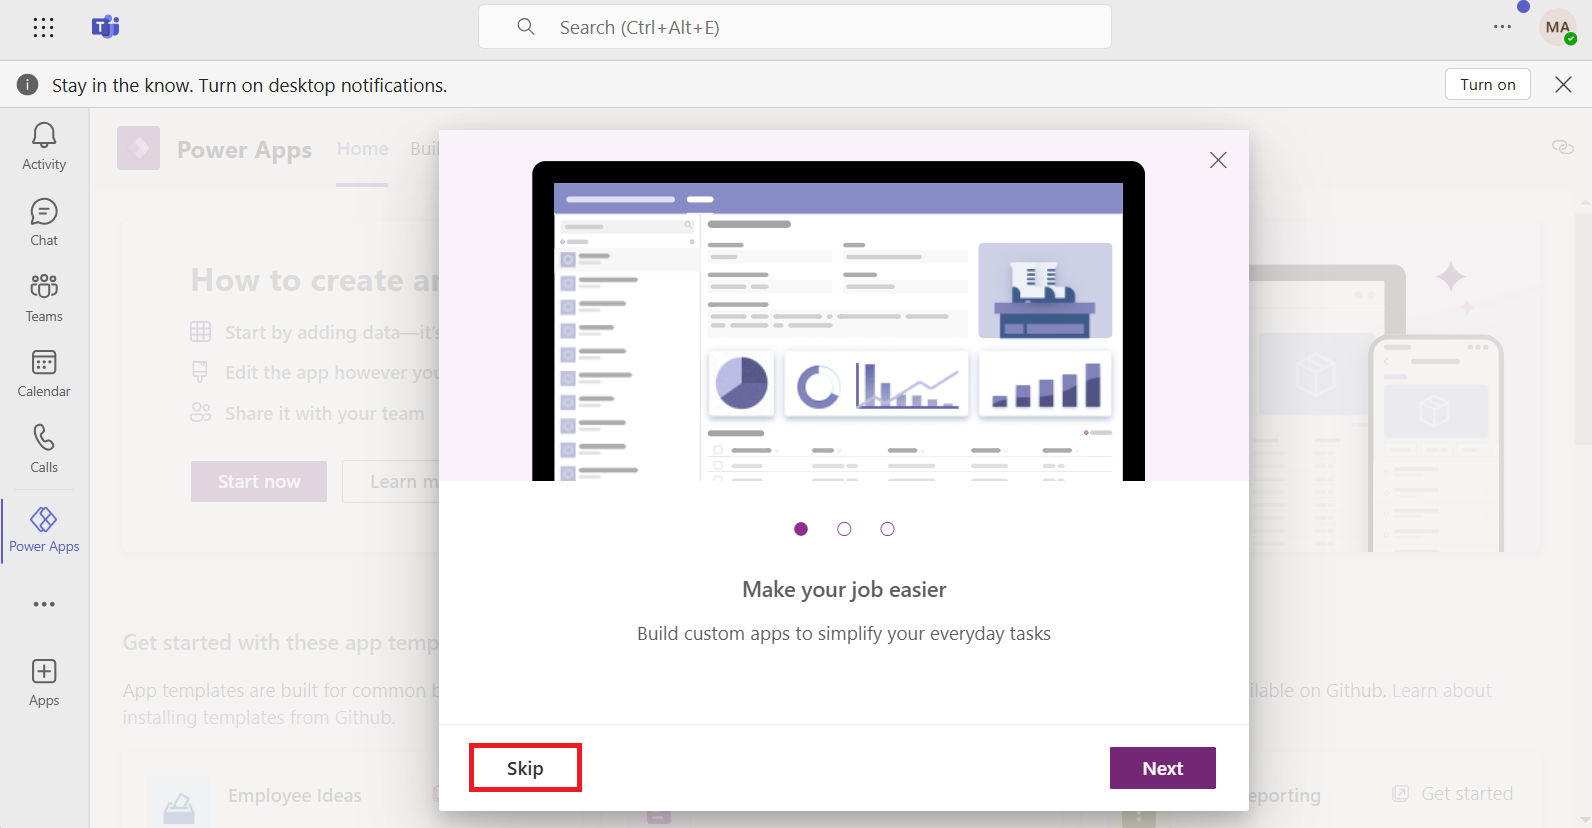 Search (Ctrl+Alt+E)
MA
Stay in the know. Turn on desktop notifications.
Turn on
Activity
Chat
Teams
Calendar
Calls
Power Apps
Apps
Power Apps
Home
How to create
Start by adding data—it's
Edit the app however you
Share it with your team
Start now
Learn
Get started with these app
App templates are built for common
installing templates from Github.
ilable on Github. Learn about
Employee Ideas
eporting
Get started
Make your job easier
Build custom apps to simplify your everyday tasks
Skip
Next